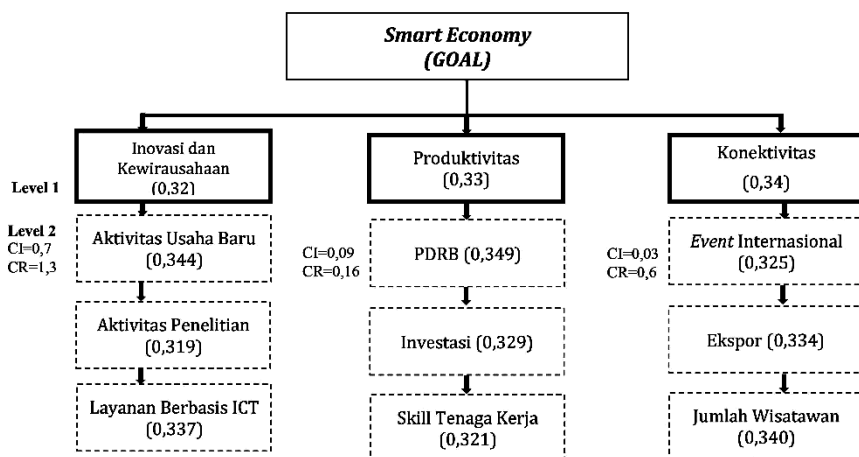 Smart Economy
(GOAL)
Level 1
Inovasi dan
Kewirausahaan
(0,32)
Produktivitas
(0,33)
Konektivitas
(0,34)
Level 2
CI=0,7
CR=1,3
Aktivitas Usaha Baru
(0,344)
CI=0,09
CR=0,16
PDRB (0,349)
CI=0,03
CR=0,6
Event Internasional
(0,325)
Aktivitas Penelitian
(0,319)
Investasi (0,329)
Ekspor (0,334)
Layanan Berbasis ICT
(0,337)
Skill Tenaga Kerja
(0,321)
Jumlah Wisatawan
(0,340)